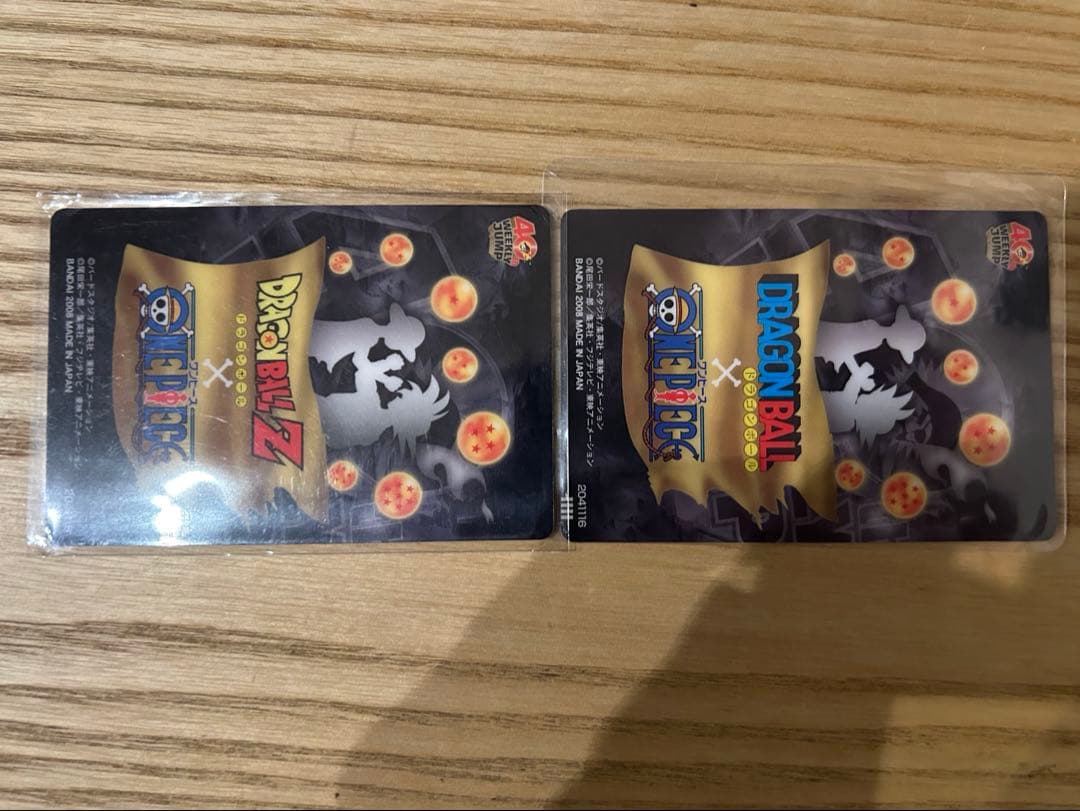 40th
WEEKLY
JUMP
DRAGON BALL Z
ドラゴンボール
×
ワンピース
ONE PIECE
©バードスタジオ/集英社・東映アニメーション
©尾田栄一郎/集英社・フジテレビ・東映アニメーション
BANDAI 2008 MADE IN JAPAN
40th
WEEKLY
JUMP
DRAGON BALL
ドラゴンボール
×
ワンピース
ONE PIECE
©バードスタジオ/集英社・東映アニメーション
©尾田栄一郎/集英社・フジテレビ・東映アニメーション
BANDAI 2008 MADE IN JAPAN
2041116